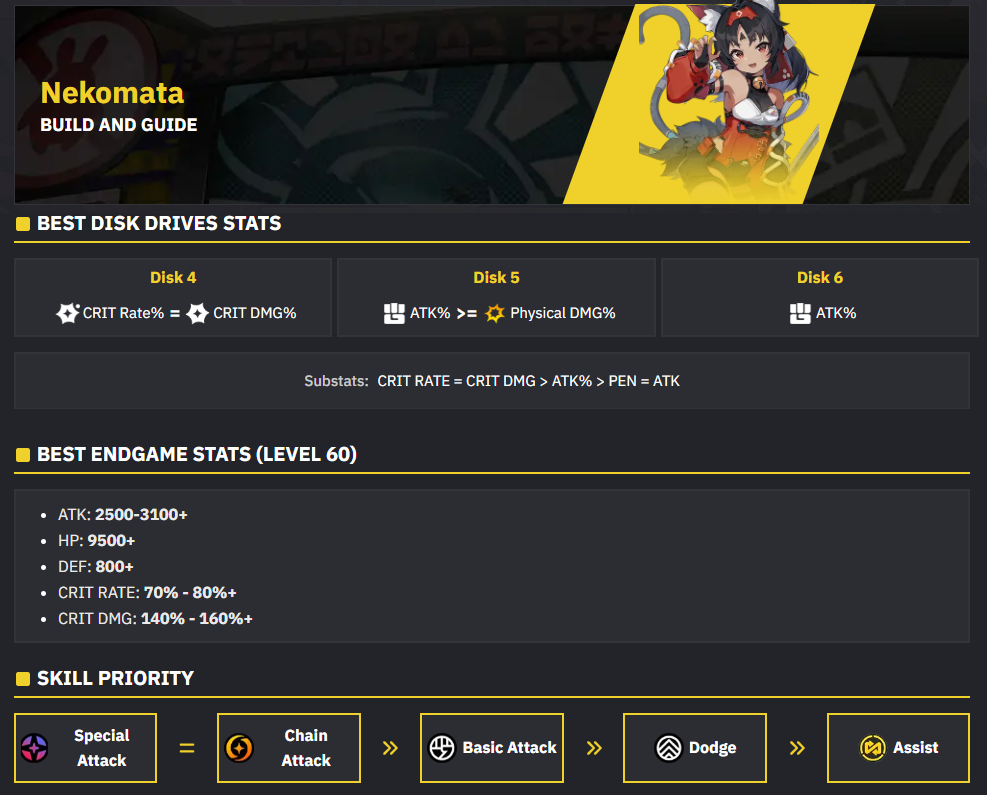 Nekomata
BUILD AND GUIDE
BEST DISK DRIVES STATS
Disk 4
CRIT Rate% = CRIT DMG%
Disk 5
ATK% >= Physical DMG%
Disk 6
ATK%
Substats: CRIT RATE = CRIT DMG > ATK% > PEN = ATK
BEST ENDGAME STATS (LEVEL 60)
• ATK: 2500-3100+
• HP: 9500+
• DEF: 800+
• CRIT RATE: 70% - 80%+
• CRIT DMG: 140% - 160%+
SKILL PRIORITY
Special
Attack
=
Chain
Attack
»
Basic Attack
»
Dodge
»
Assist